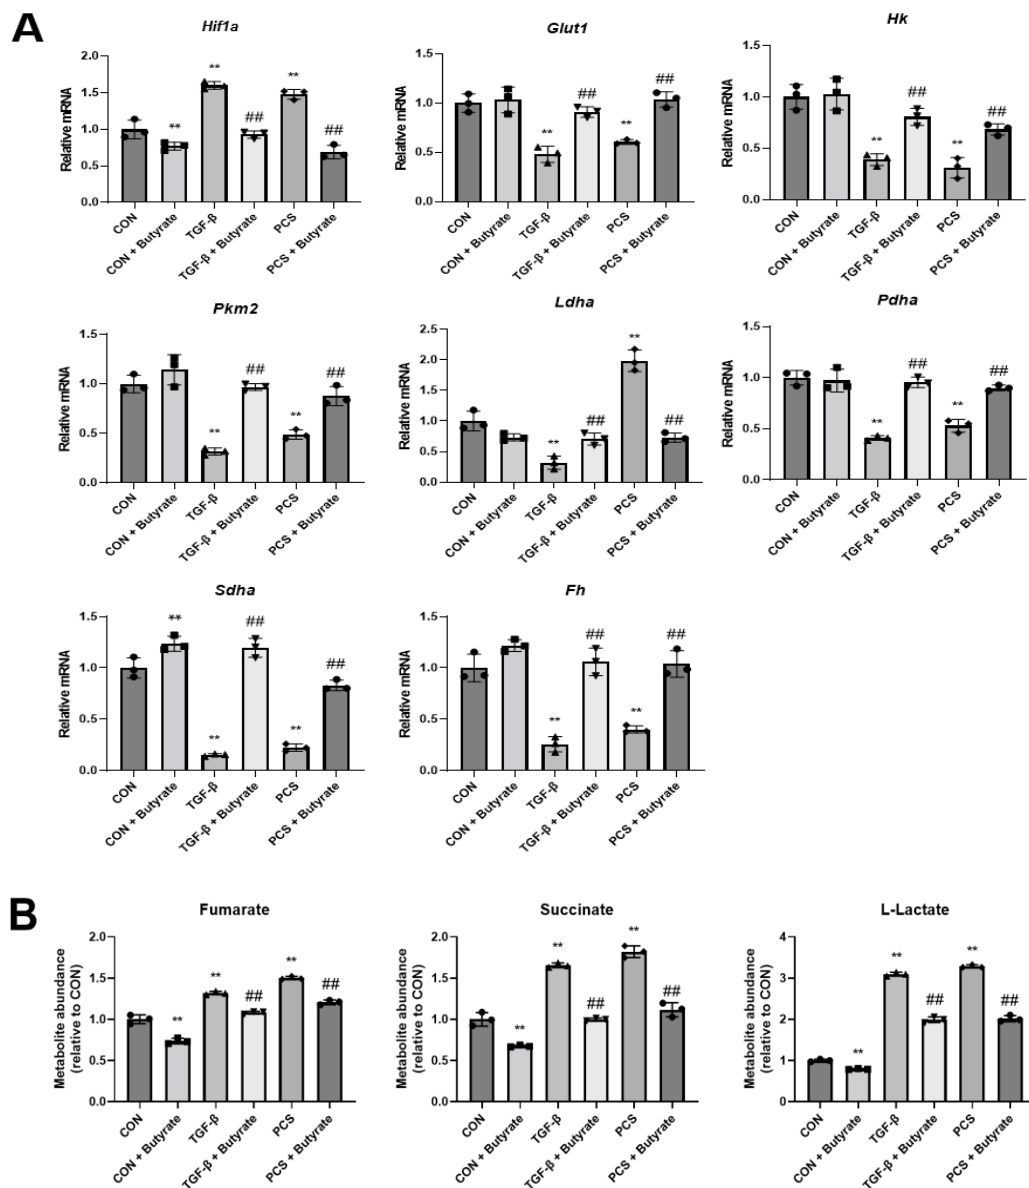 A
Hif1a
Relative mRNA
2.0
1.5
1.0
0.5
0.0
**
**
##
**
##
CON
CON + Butyrate
TGF-β
TGF-β + Butyrate
PCS
PCS + Butyrate
Glut1
Relative mRNA
1.5
1.0
0.5
0.0
**
##
**
##
CON
CON + Butyrate
TGF-β
TGF-β + Butyrate
PCS
PCS + Butyrate
Hk
Relative mRNA
1.5
1.0
0.5
0.0
**
##
**
##
CON
CON + Butyrate
TGF-β
TGF-β + Butyrate
PCS
PCS + Butyrate
Pkm2
Relative mRNA
1.5
1.0
0.5
0.0
**
##
**
##
CON
CON + Butyrate
TGF-β
TGF-β + Butyrate
PCS
PCS + Butyrate
Ldha
Relative mRNA
2.5
2.0
1.5
1.0
0.5
0.0
**
##
**
##
CON
CON + Butyrate
TGF-β
TGF-β + Butyrate
PCS
PCS + Butyrate
Pdha
Relative mRNA
1.5
1.0
0.5
0.0
**
##
**
##
CON
CON + Butyrate
TGF-β
TGF-β + Butyrate
PCS
PCS + Butyrate
Sdha
Relative mRNA
1.5
1.0
0.5
0.0
**
**
##
**
##
CON
CON + Butyrate
TGF-β
TGF-β + Butyrate
PCS
PCS + Butyrate
Fh
Relative mRNA
1.5
1.0
0.5
0.0
**
##
**
##
CON
CON + Butyrate
TGF-β
TGF-β + Butyrate
PCS
PCS + Butyrate
B
Fumarate
Metabolite abundance
(relative to CON)
2.0
1.5
1.0
0.5
0.0
**
**
##
**
##
CON
CON + Butyrate
TGF-β
TGF-β + Butyrate
PCS
PCS + Butyrate
Succinate
Metabolite abundance
(relative to CON)
2.0
1.5
1.0
0.5
0.0
**
**
##
**
##
CON
CON + Butyrate
TGF-β
TGF-β + Butyrate
PCS
PCS + Butyrate
L-Lactate
Metabolite abundance
(relative to CON)
4
3
2
1
0
**
**
##
**
##
CON
CON + Butyrate
TGF-β
TGF-β + Butyrate
PCS
PCS + Butyrate